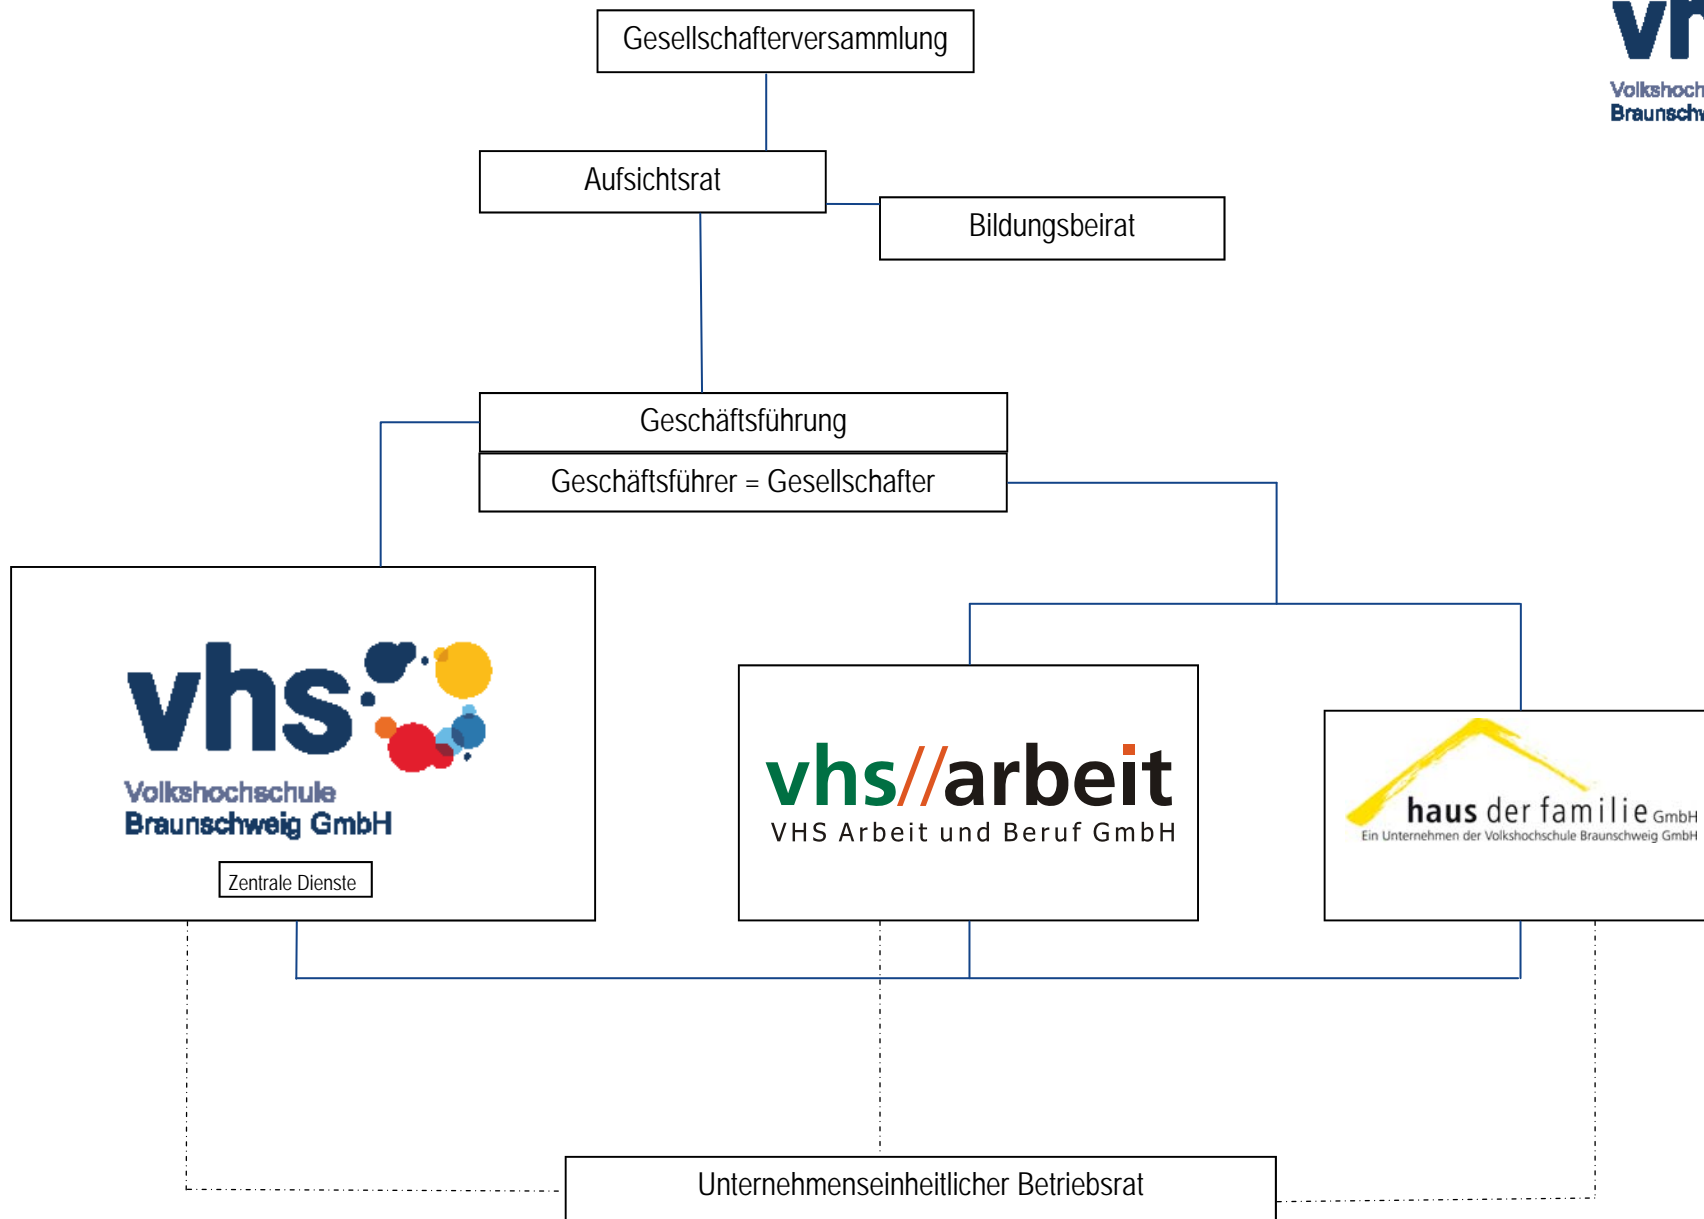 Gesellschafterversammlung
Aufsichtsrat
Bildungsbeirat
Geschäftsführung
Geschäftsführer = Gesellschafter
vhs
Volkshochschule
Braunschweig GmbH
Zentrale Dienste
vhs//arbeit
VHS Arbeit und Beruf GmbH
haus der familie GmbH
Ein Unternehmen der Volkshochschule Braunschweig GmbH
Unternehmenseinheitlicher Betriebsrat